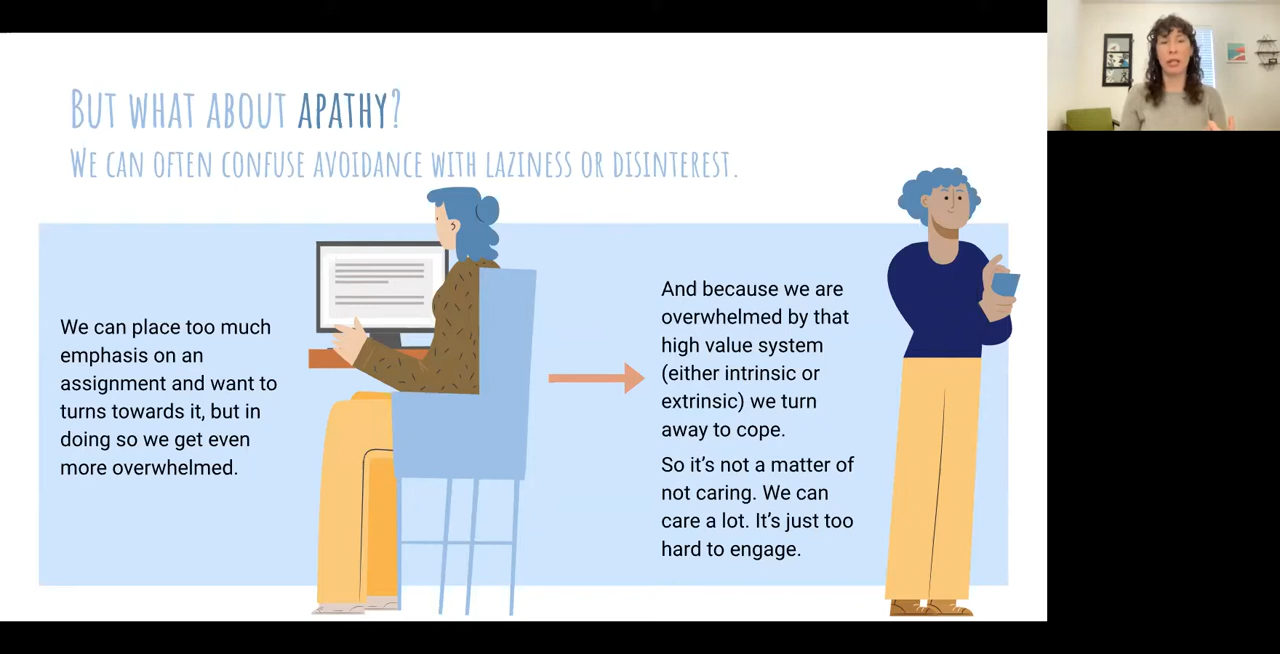 BUT WHAT ABOUT APATHY?
WE CAN OFTEN CONFUSE AVOIDANCE WITH LAZINESS OR DISINTEREST.
We can place too much
emphasis on an
assignment and want to
turns towards it, but in
doing so we get even
more overwhelmed.
And because we are
overwhelmed by that
high value system
(either intrinsic or
extrinsic) we turn
away to cope.
So it's not a matter of
not caring. We can
care a lot. It's just too
hard to engage.